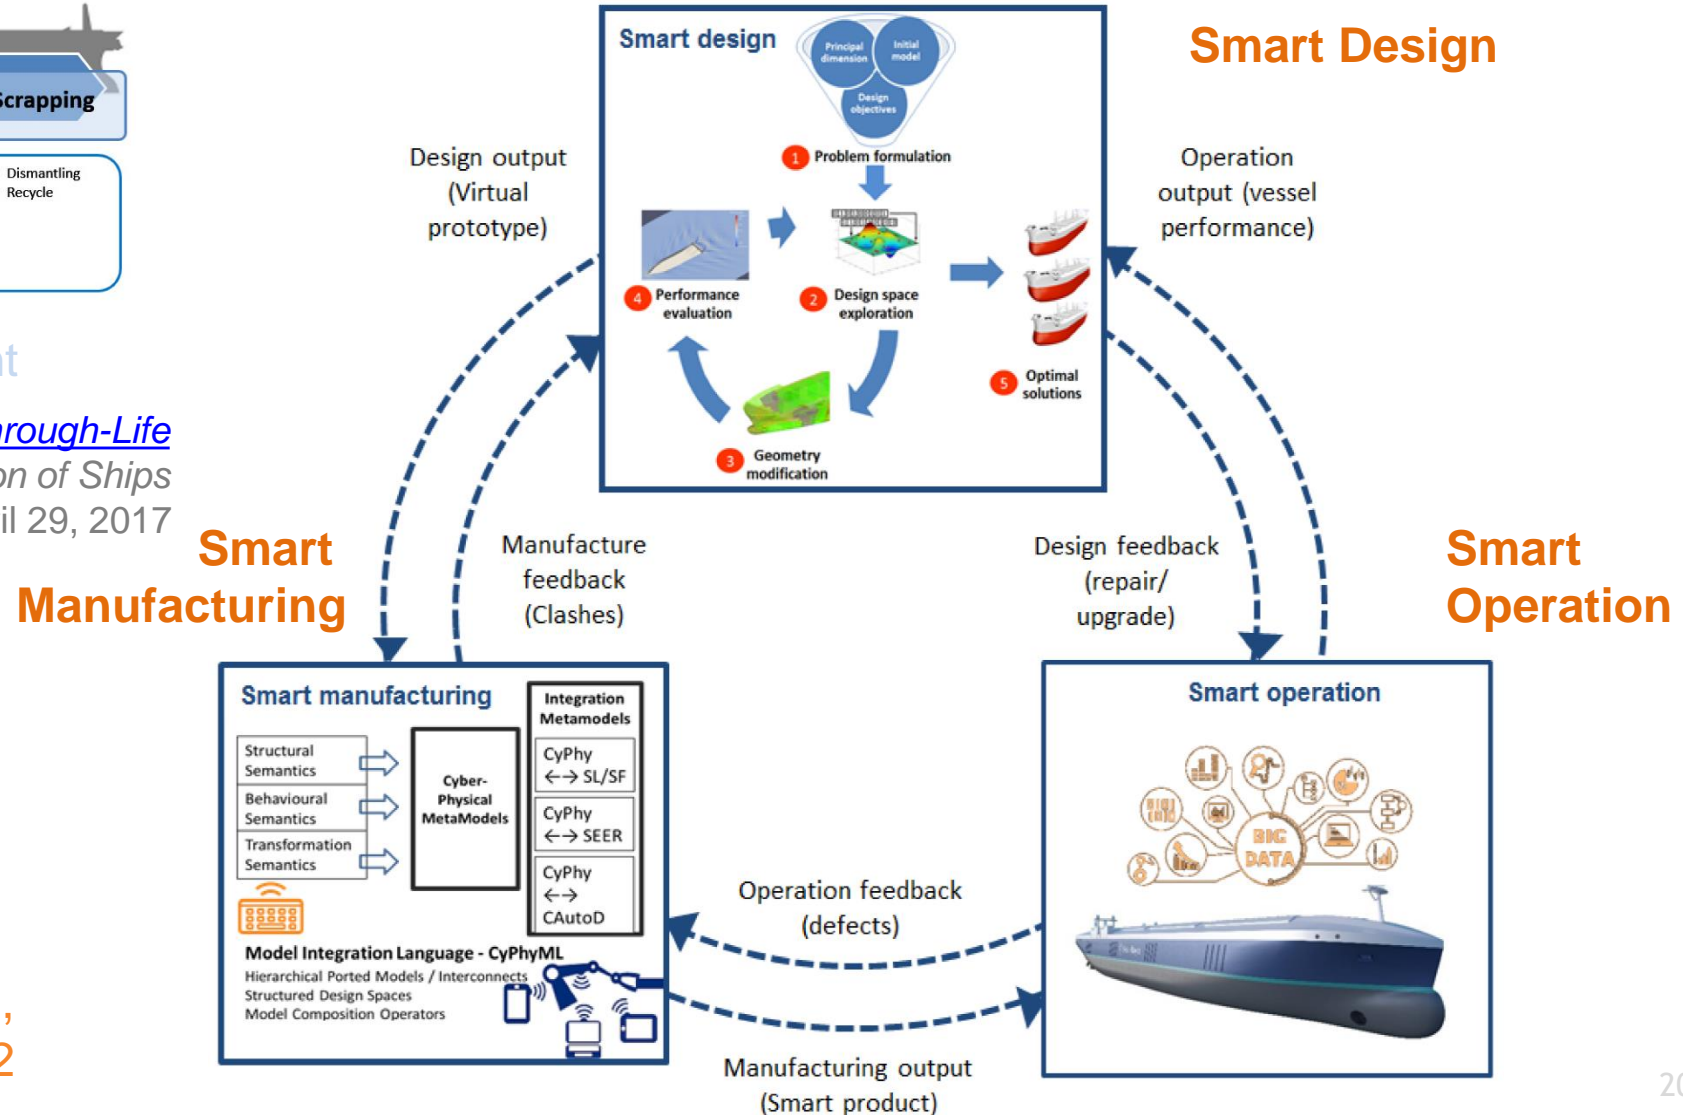 Scrapping
Dismantling
Recycle
nt
hrough-Life
on of Ships
il 29, 2017
,
2
Smart Design
Smart design
Principal
dimension
Initial
model
Design
objectives
1 Problem formulation
4 Performance
evaluation
2 Design space
exploration
5 Optimal
solutions
3 Geometry
modification
Design output
(Virtual
prototype)
Operation
output (vessel
performance)
Smart
Manufacturing
Manufacture
feedback
(Clashes)
Design feedback
(repair/
upgrade)
Smart
Operation
Smart manufacturing
Structural
Semantics
Behavioural
Semantics
Transformation
Semantics
Cyber-
Physical
MetaModels
Integration
Metamodels
CyPhy
←→ SL/SF
CyPhy
←→ SEER
CyPhy
←→
CAutoD
Model Integration Language - CyPhyML
Hierarchical Ported Models / Interconnects
Structured Design Spaces
Model Composition Operators
Smart operation
BIG
DATA
Operation feedback
(defects)
Manufacturing output
(Smart product)
20